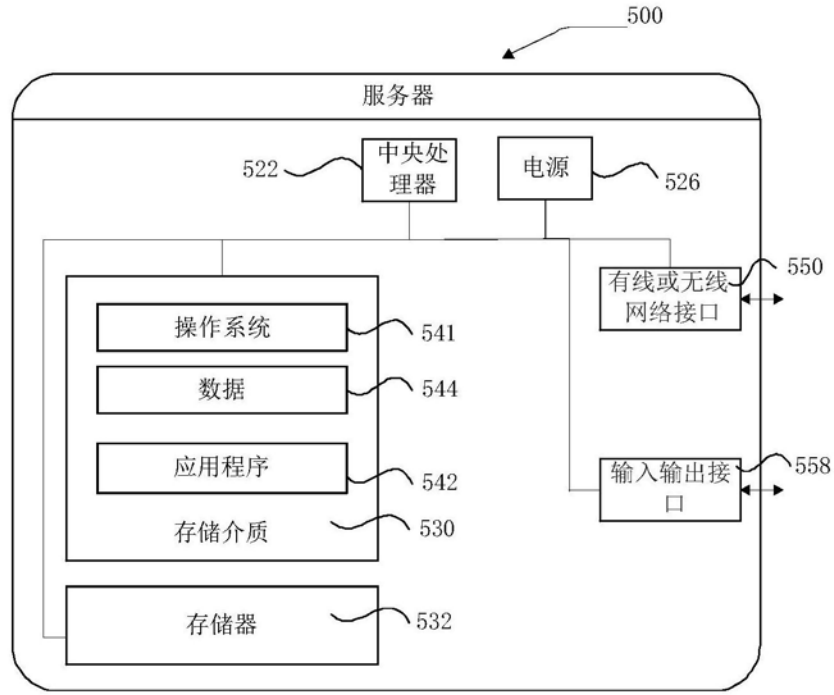 500
服务器
522
中央处
理器
电源
526
550
有线或无线
网络接口
操作系统
541
数据
544
应用程序
542
输入输出接
口
558
存储介质
530
存储器
532